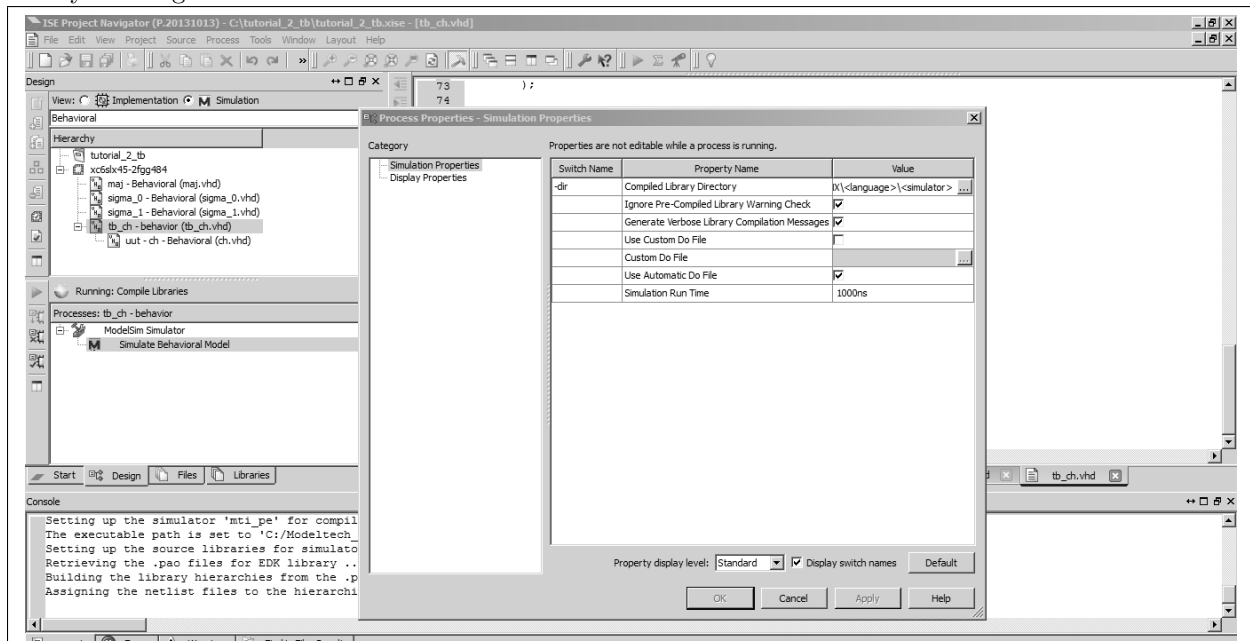 ISE Project Navigator (P.20131013) - C:\tutorial_2_tb\tutorial_2_tb.xise - [tb_ch.vhd]
File Edit View Project Source Process Tools Window Layout Help
Design
View: Implementation Simulation
Behavioral
Hierarchy
tutorial_2_tb
xc6slx45-2fgg484
maj - Behavioral (maj.vhd)
sigma_0 - Behavioral (sigma_0.vhd)
sigma_1 - Behavioral (sigma_1.vhd)
tb_ch - behavior (tb_ch.vhd)
uut - ch - Behavioral (ch.vhd)
Running: Compile Libraries
Processes: tb_ch - behavior
ModelSim Simulator
Simulate Behavioral Model
Start Design Files Libraries
73 );
74
Process Properties - Simulation Properties
Category
Simulation Properties
Display Properties
Properties are not editable while a process is running.
Switch Name Property Name Value
-dir Compiled Library Directory X\<language>\<simulator> ...
Ignore Pre-Compiled Library Warning Check
Generate Verbose Library Compilation Messages
Use Custom Do File
Custom Do File ...
Use Automatic Do File
Simulation Run Time 1000ns
Property display level: Standard Display switch names Default
OK Cancel Apply Help
tb_ch.vhd
Console
Setting up the simulator 'mti_pe' for compil
The executable path is set to 'C:/Modeltech_
Setting up the source libraries for simulato
Retrieving the .pao files for EDK library ..
Building the library hierarchies from the .p
Assigning the netlist files to the hierarchi